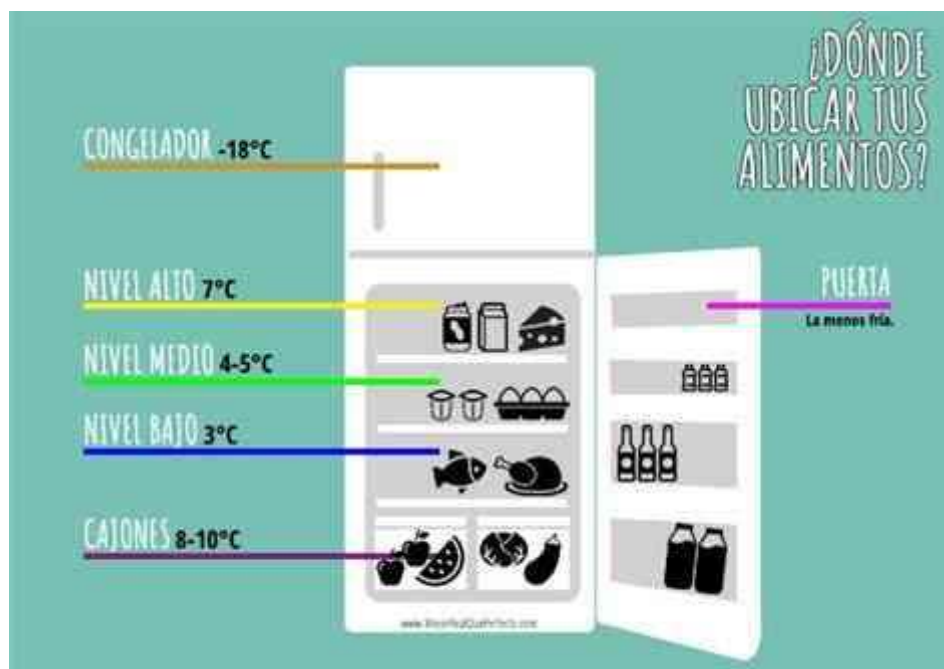 ¿DÓNDE
UBICAR TUS
ALIMENTOS?
CONGELADOR -18°C
NIVEL ALTO 7°C
PUERTA
La menos fría.
NIVEL MEDIO 4-5°C
NIVEL BAJO 3°C
CAJONES 8-10°C